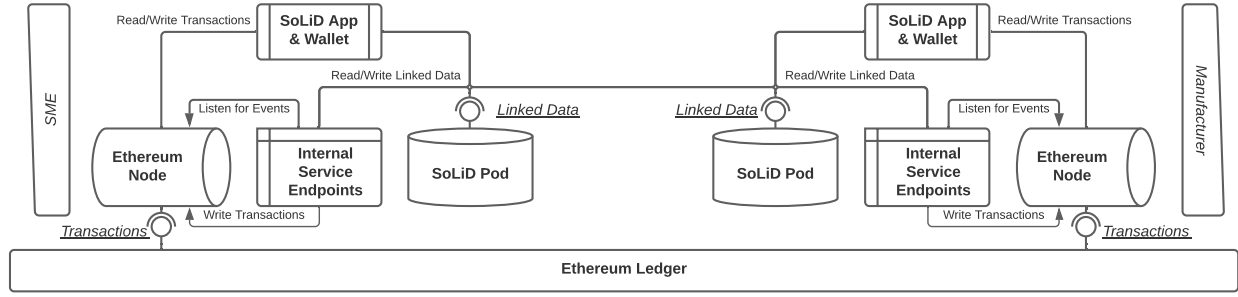 SoLiD App
& Wallet
Read/Write Transactions
SoLiD App
& Wallet
Read/Write Transactions
SME
Read/Write Linked Data
Read/Write Linked Data
Manufacturer
Listen for Events
Linked Data
Linked Data
Listen for Events
Ethereum
Node
Internal
Service
Endpoints
SoLiD Pod
SoLiD Pod
Internal
Service
Endpoints
Ethereum
Node
Write Transactions
Write Transactions
Transactions
Transactions
Ethereum Ledger